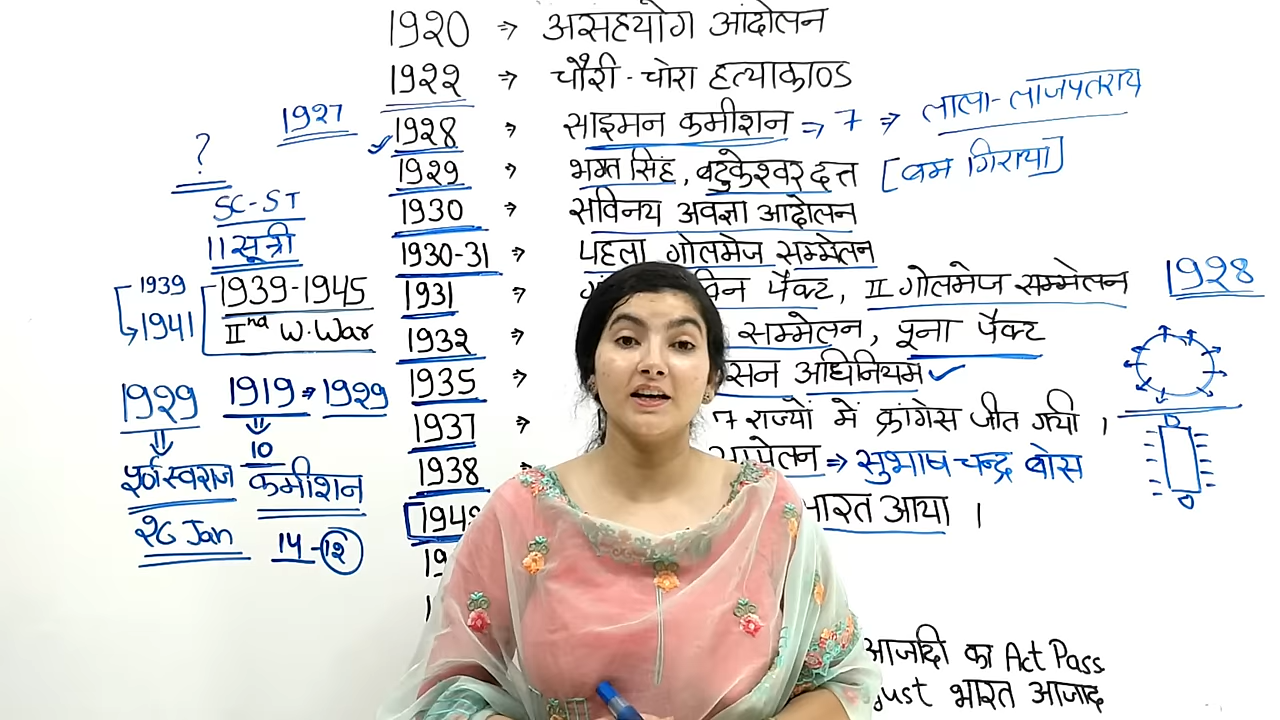 1920 → असहयोग आंदोलन
1922 → चौरी-चोरा हत्याकाण्ड
1927
1928 → साइमन कमीशन ⇒ 7 ⇒ लाला-लाजपतराय
1929 भगत सिंह, बटुकेश्वर दत्त [बम गिराया]
1930 → सविनय अवज्ञा आंदोलन
1930-31 → पहला गोलमेज सम्मेलन
1931 → पैक्ट, II गोलमेज सम्मेलन
1932 → सम्मेलन, पूना पैक्ट
1935 → अधिनियम ✓
1937 → 7 राज्यों में कांग्रेस जीत गयी ।
1938 ⇒ सुभाष चन्द्र बोस
भारत आया ।
आजादी का Act Pass
भारत आजाद
?
SC-ST
11 सूत्री
1939
1941
1939-1945
IInd W. War
1929
पूर्ण स्वराज
26 Jan
1919 → 1929
10
कमीशन
14-12
1928